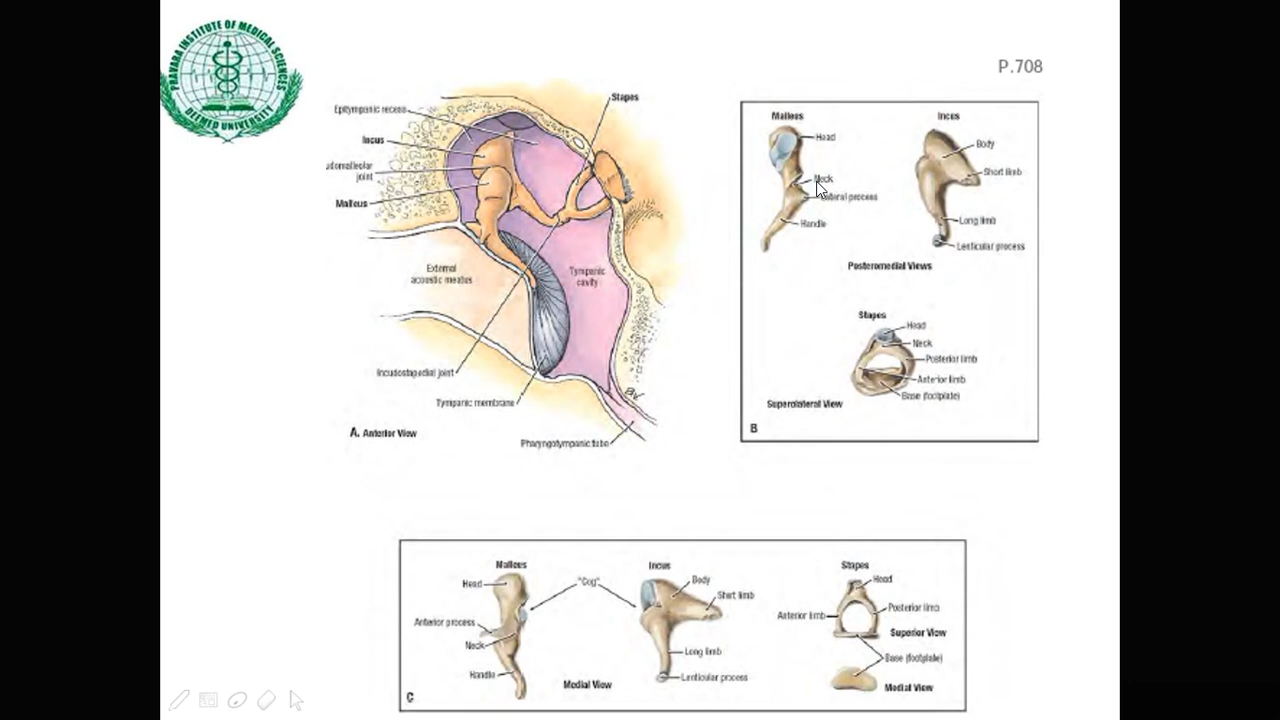 PRAVARA INSTITUTE OF MEDICAL SCIENCES
DEEMED UNIVERSITY
P.708
Stapes
Epitympanic recess
Incus
udomalleolar
joint
Malleus
External
acoustic meatus
Tympanic
cavity
Incudostapedial joint
Tympanic membrane
A. Anterior View
Pharyngotympanic tube
Malleus
Head
Neck
Lateral process
Handle
Incus
Body
Short limb
Long limb
Lenticular process
Posteromedial Views
Stapes
Head
Neck
Posterior limb
Anterior limb
Base (footplate)
Superolateral View
B
Malleus
Head
Anterior process
Neck
Handle
"Cog"
Incus
Body
Short limb
Long limb
Lenticular process
Medial View
Stapes
Head
Anterior limb
Posterior limb
Superior View
Base (footplate)
Medial View
C